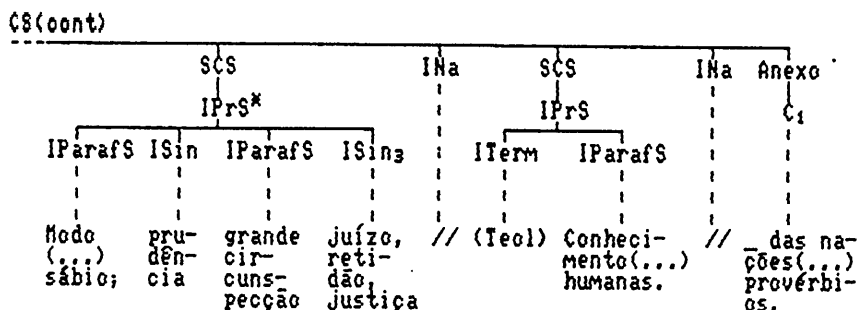 CS(cont)
SCS INa SCS INa Anexo
IPrS* IPrS C₁
IParafS ISin IParafS ISin₃ ITerm IParafS
Modo pru- grande juízo, // (Teol) Conheci- // _ das na-
(...) dên- cir- reti- mento(...) ções(...)
sábio; cia cuns- dão, humanas. provérbi-
pecção justiça os.